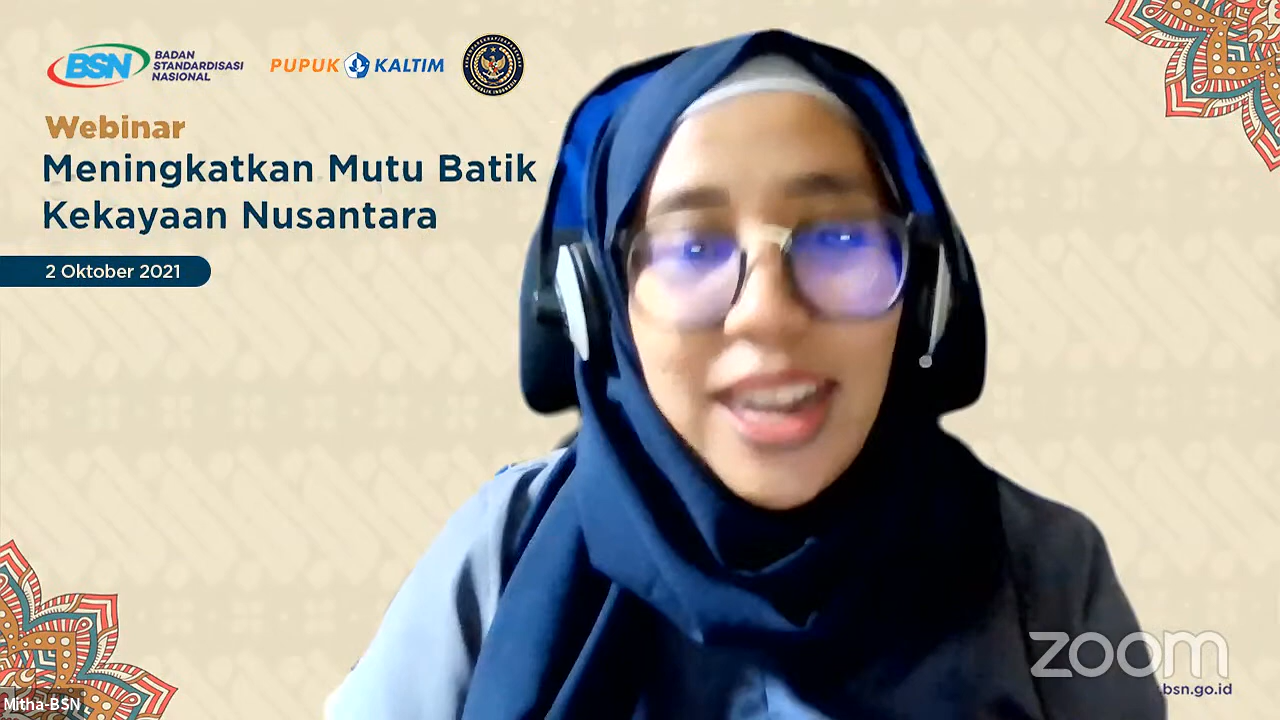 BSN
BADAN
STANDARDISASI
NASIONAL
PUPUK KALTIM
Webinar
Meningkatkan Mutu Batik
Kekayaan Nusantara
2 Oktober 2021
zoom
bsn.go.id
Mitha-BSN